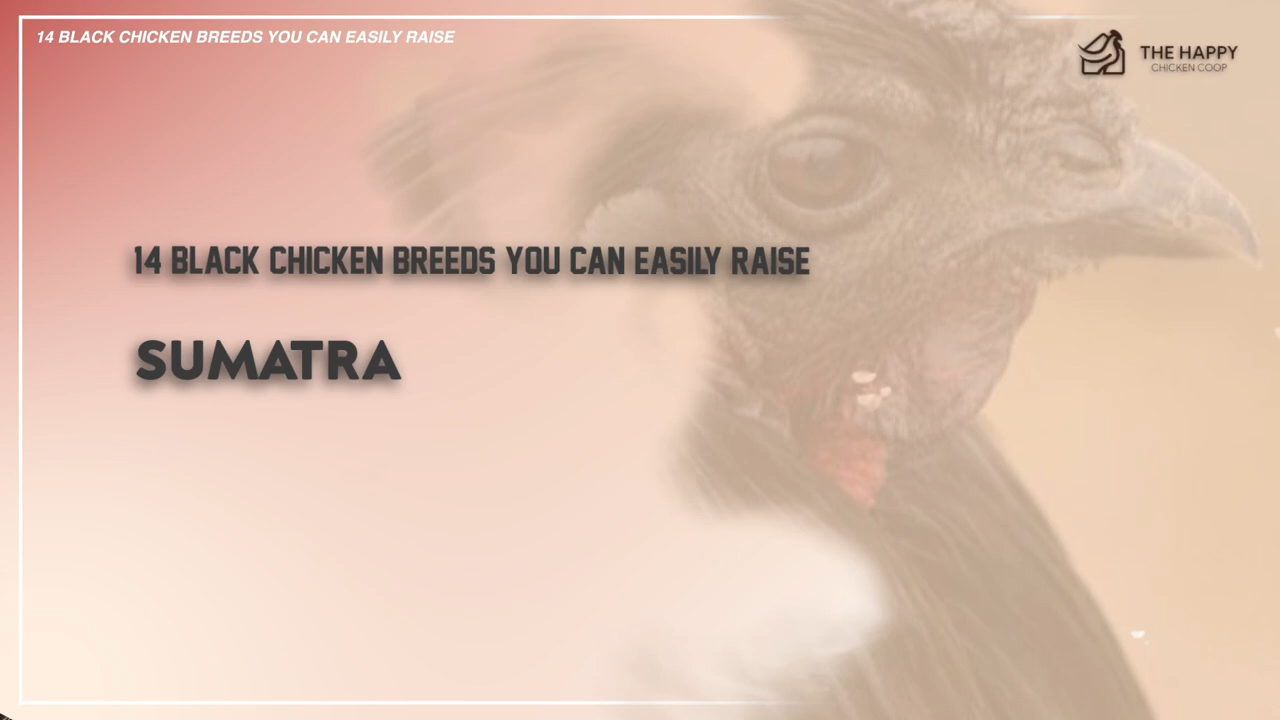 14 BLACK CHICKEN BREEDS YOU CAN EASILY RAISE
THE HAPPY
CHICKEN COOP
14 BLACK CHICKEN BREEDS YOU CAN EASILY RAISE
SUMATRA